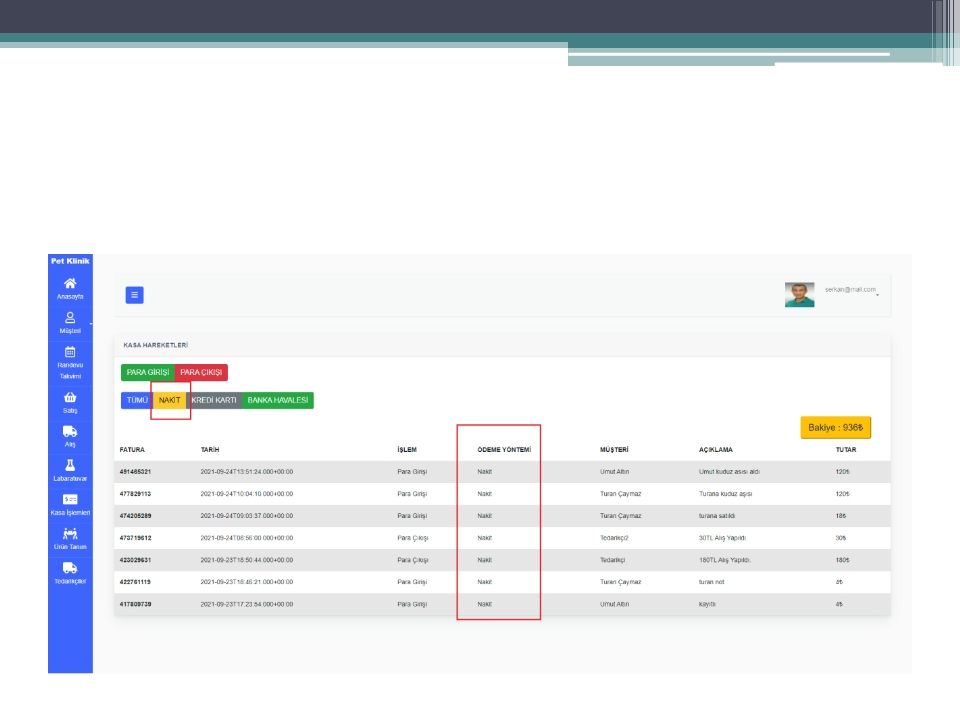 Pet Klinik
Anasayfa
Müşteri
Randevu
Takvimi
Satış
Alış
Labaratuvar
Kasa İşlemleri
Ürün Tanım
Tedarikçiler
serkan@mail.com
KASA HAREKETLERİ
PARA GİRİŞİ PARA ÇIKIŞI
TÜMÜ NAKİT KREDİ KARTI BANKA HAVALESİ
Bakiye : 936₺
FATURA TARİH İŞLEM ÖDEME YÖNTEMİ MÜŞTERİ AÇIKLAMA TUTAR
491465321 2021-09-24T13:51:24.000+00:00 Para Girişi Nakit Umut Altın Umut kuduz asısı aldı 120₺
477829113 2021-09-24T10:04:10.000+00:00 Para Girişi Nakit Turan Çaymaz Turana kuduz aşısı 120₺
474205289 2021-09-24T09:03:37.000+00:00 Para Girişi Nakit Turan Çaymaz turana satıldı 18₺
473719612 2021-09-24T08:56:00.000+00:00 Para Çıkışı Nakit Tedarikçi2 30TL Alış Yapıldı 30₺
423029631 2021-09-23T18:50:44.000+00:00 Para Çıkışı Nakit Tedarikçi 180TL Alış Yapıldı. 180₺
422761119 2021-09-23T18:46:21.000+00:00 Para Girişi Nakit Turan Çaymaz turan not 4₺
417809739 2021-09-23T17:23:54.000+00:00 Para Girişi Nakit Umut Altın kayıtlı 4₺